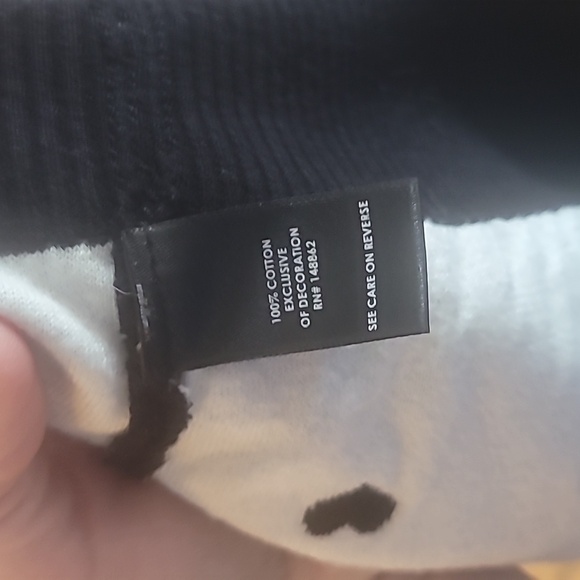 100% COTTON
EXCLUSIVE
OF DECORATION
RN# 148862
SEE CARE ON REVERSE